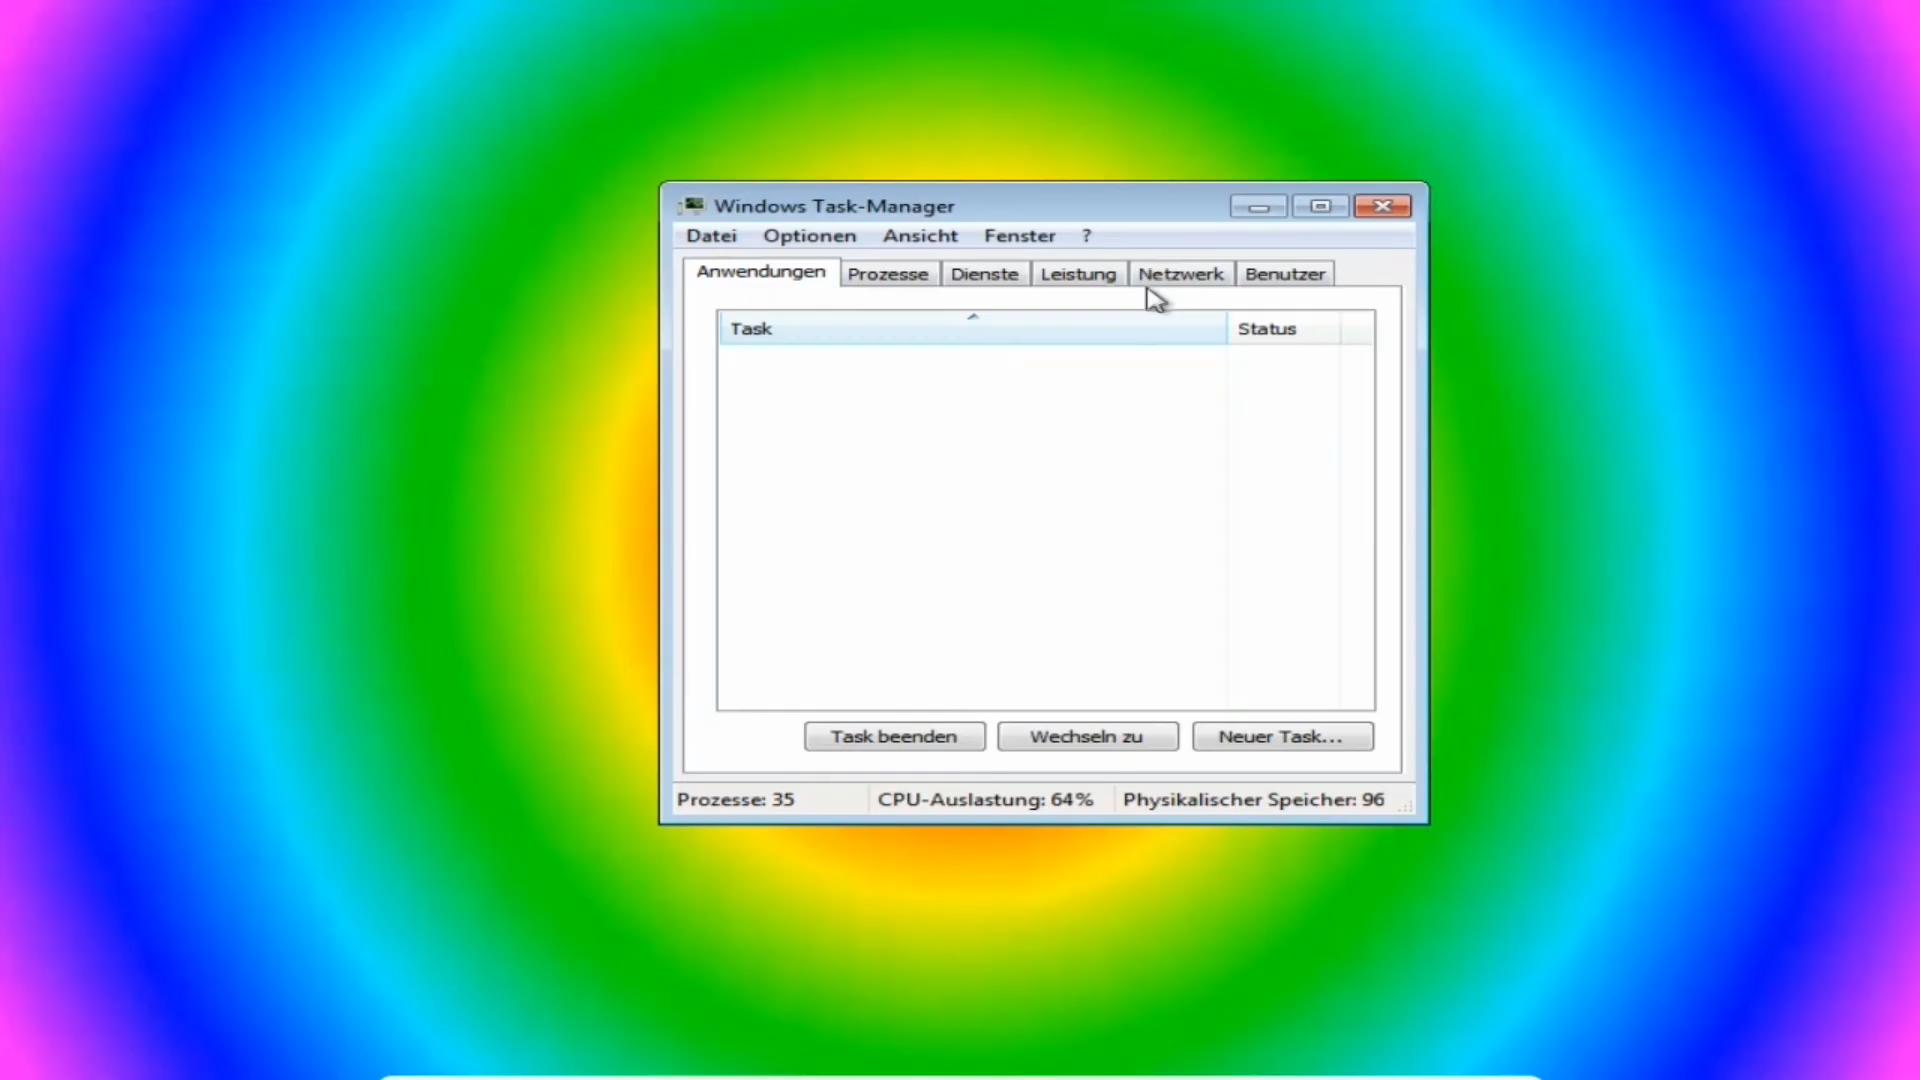 Windows Task-Manager
Datei Optionen Ansicht Fenster ?
Anwendungen Prozesse Dienste Leistung Netzwerk Benutzer
Task Status
Task beenden Wechseln zu Neuer Task...
Prozesse: 35 CPU-Auslastung: 64% Physikalischer Speicher: 96